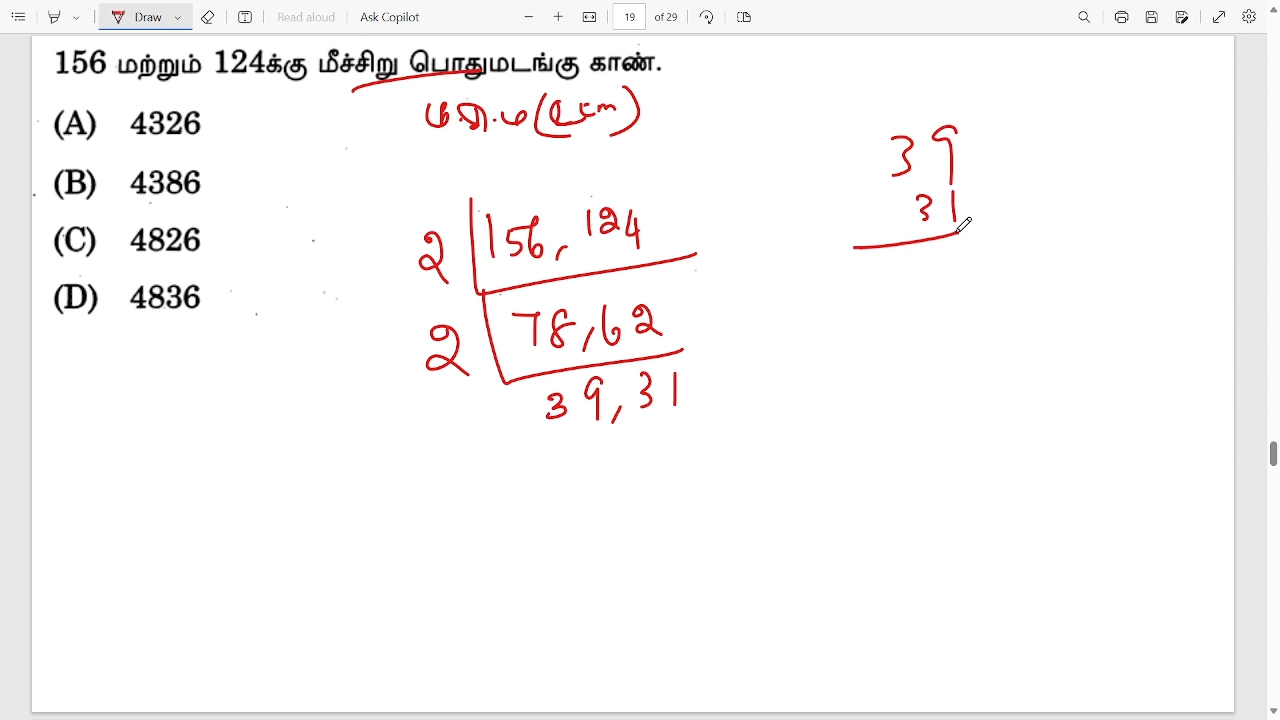 Draw
Read aloud
Ask Copilot
19 of 29
156 மற்றும் 124க்கு மீச்சிறு பொதுமடங்கு காண்.
(A) 4326
(B) 4386
(C) 4826
(D) 4836
(Lcm)
2 156, 124
2 78, 62
39, 31
39
31